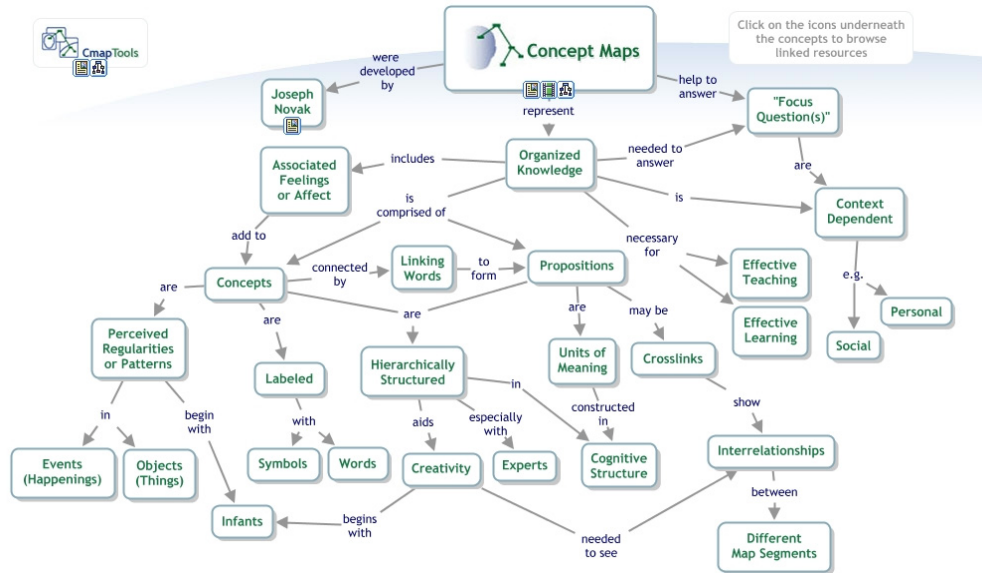 CmapTools
Concept Maps
Click on the icons underneath
the concepts to browse
linked resources
were
developed
by
help to
answer
Joseph
Novak
represent
"Focus
Question(s)"
Associated
Feelings
or Affect
includes
Organized
Knowledge
needed to
answer
are
is
comprised of
is
Context
Dependent
add to
necessary
for
Concepts
connected
by
Linking
Words
to
form
Propositions
Effective
Teaching
e.g.
are
are
are
are
may be
Effective
Learning
Personal
Social
Perceived
Regularities
or Patterns
Labeled
Hierarchically
Structured
Units of
Meaning
Crosslinks
in
begin
with
with
aids
especially
with
in
constructed
in
show
Events
(Happenings)
Objects
(Things)
Symbols
Words
Creativity
Experts
Cognitive
Structure
Interrelationships
Infants
begins
with
needed
to see
between
Different
Map Segments